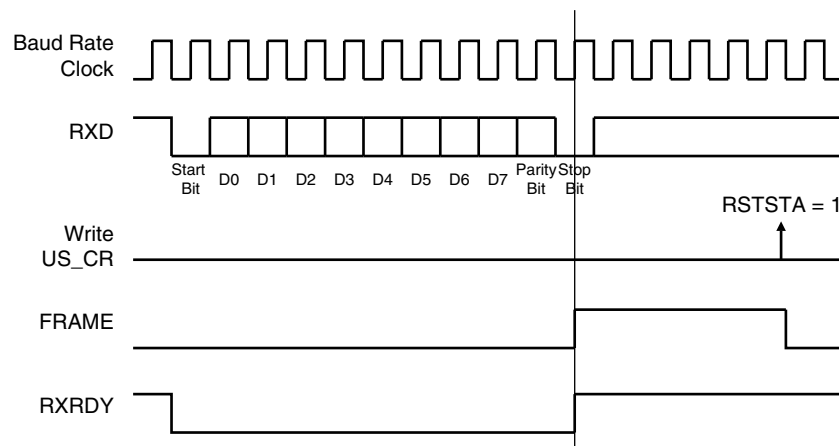 Baud Rate
Clock
RXD
Start
Bit
D0 D1 D2 D3 D4 D5 D6 D7
Parity
Bit
Stop
Bit
RSTSTA = 1
Write
US_CR
FRAME
RXRDY